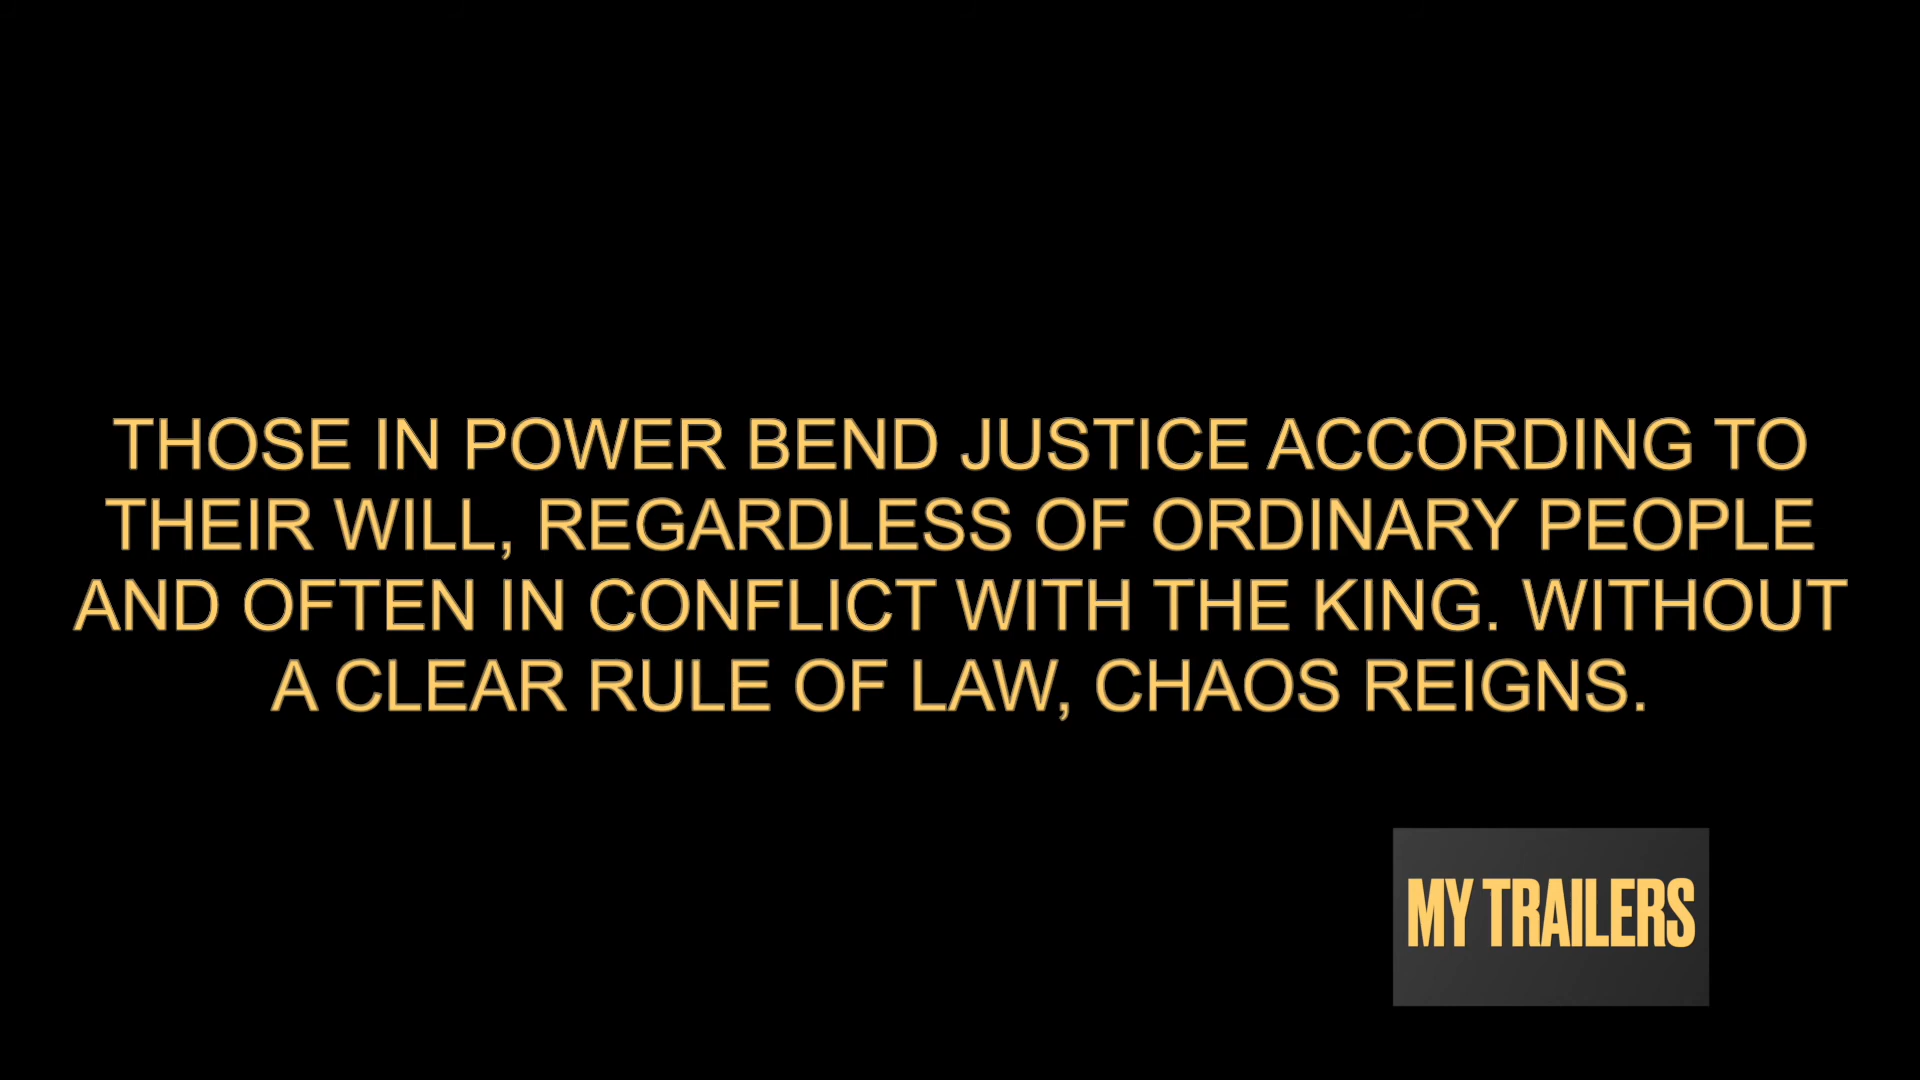 THOSE IN POWER BEND JUSTICE ACCORDING TO
THEIR WILL, REGARDLESS OF ORDINARY PEOPLE
AND OFTEN IN CONFLICT WITH THE KING. WITHOUT
A CLEAR RULE OF LAW, CHAOS REIGNS.
MY TRAILERS